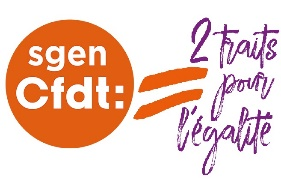 sgen
Cfdt:
2 traits
pour
l'égalité